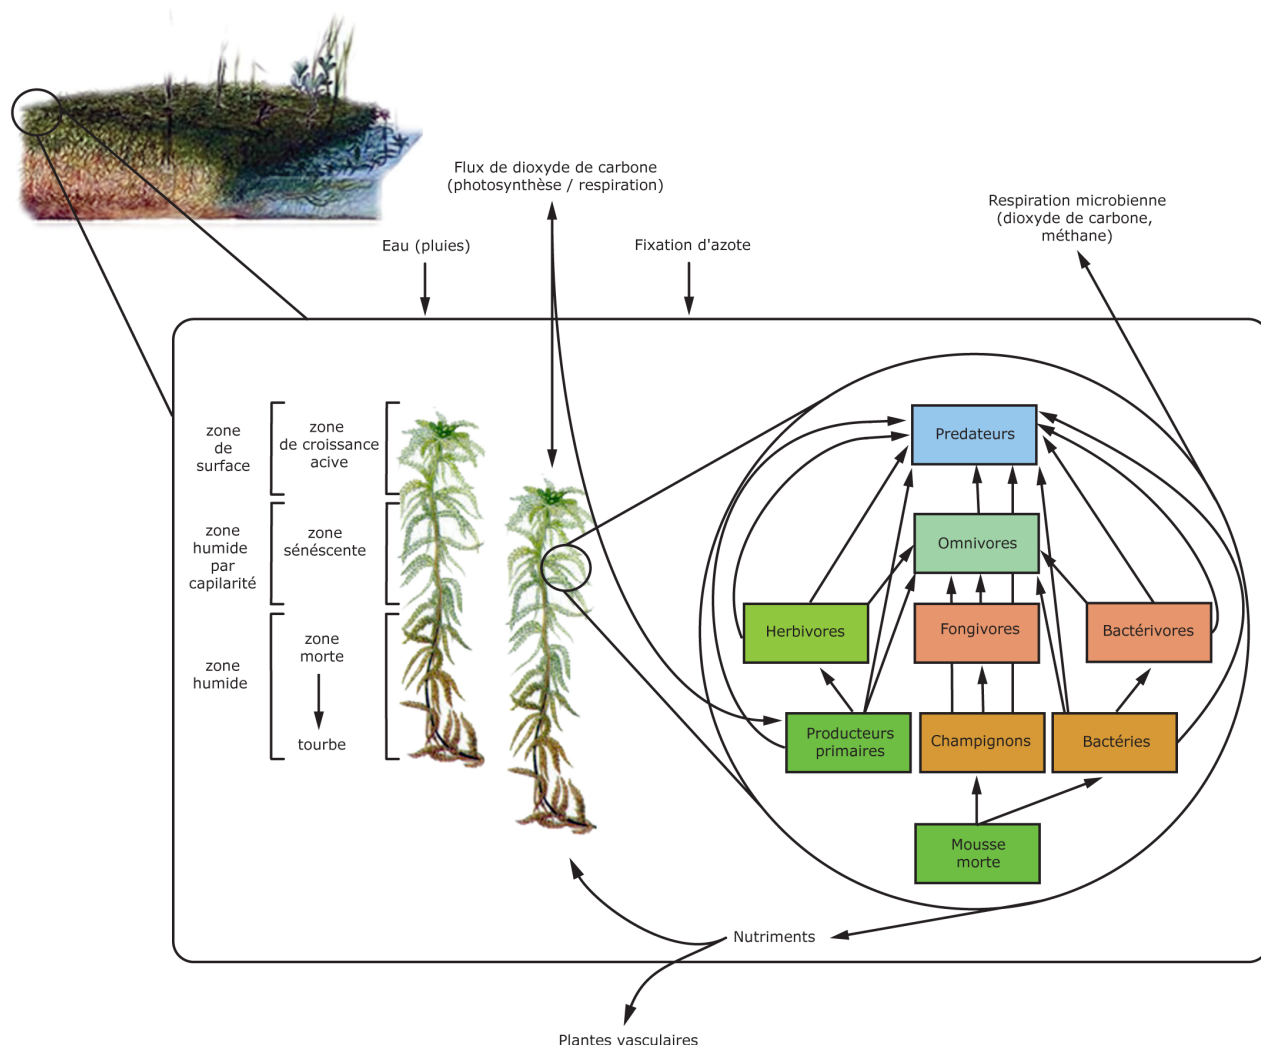 Flux de dioxyde de carbone
(photosynthèse / respiration)
Respiration microbienne
(dioxyde de carbone,
méthane)
Eau (pluies)
Fixation d'azote
zone
de
surface
zone
de croissance
acive
zone
humide
par
capilarité
zone
sénéscente
zone
humide
zone
morte
tourbe
Predateurs
Omnivores
Herbivores
Fongivores
Bactérivores
Producteurs
primaires
Champignons
Bactéries
Mousse
morte
Nutriments
Plantes vasculaires